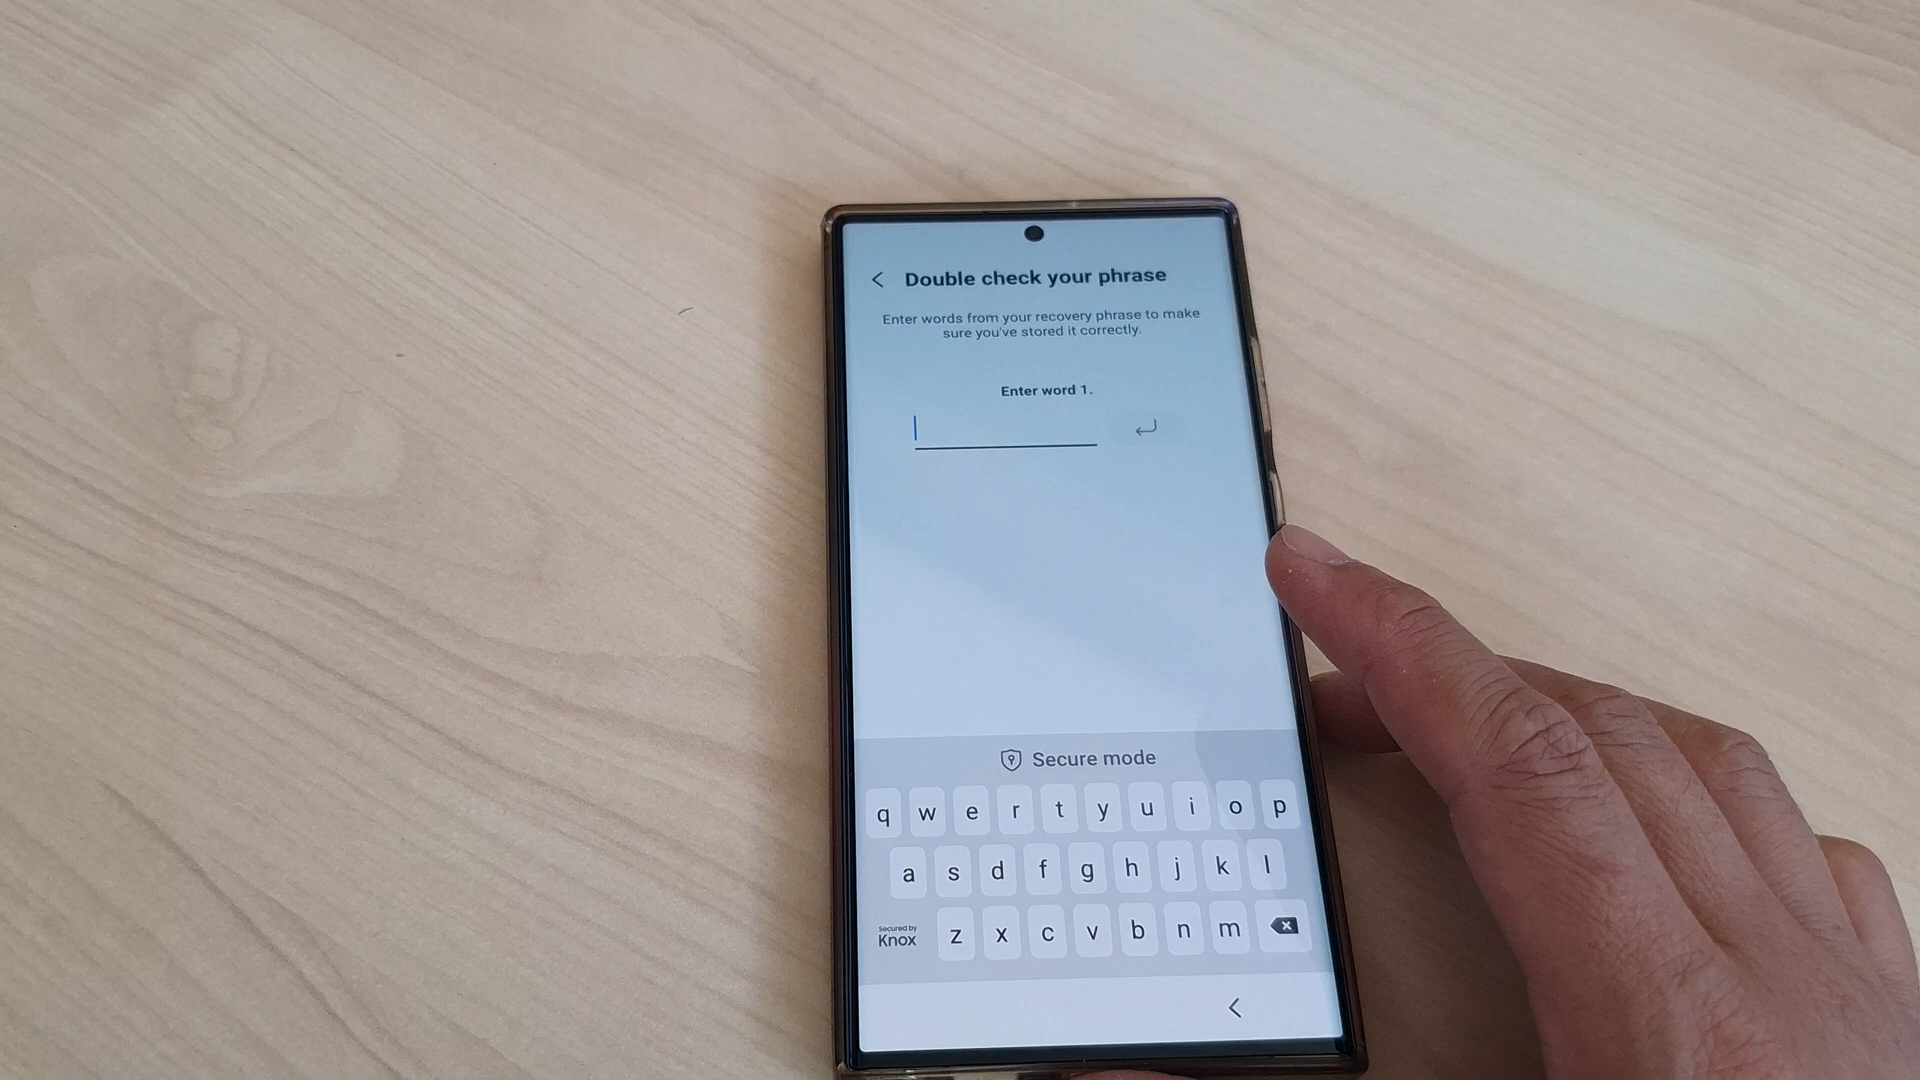 Double check your phrase
Enter words from your recovery phrase to make
sure you've stored it correctly.
Enter word 1.
Secure mode
q w e r t y u i o p
a s d f g h j k l
Secured by
Knox
z x c v b n m